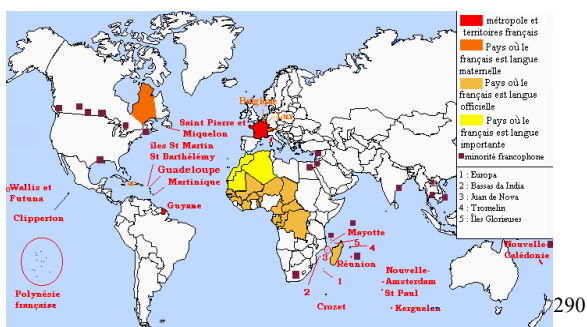 métropole et
territoires français
Pays où le
français est langue
maternelle
Pays où le
français est langue
officielle
Pays où le
français est langue
importante
minorité francophone
1 : Europa
2 : Bassas da India
3 : Juan de Nova
4 : Tromelin
5 : Îles Glorieuses
Belgique
Lux
Saint Pierre et
Miquelon
îles St Martin
St Barthélémy
Guadeloupe
Martinique
Wallis et
Futuna
Clipperton
Guyane
Polynésie
française
Mayotte
5
4
3
Réunion
1
2
Crozet
Nouvelle-
Amsterdam
St Paul
Kerguelen
Nouvelle-
Calédonie
290